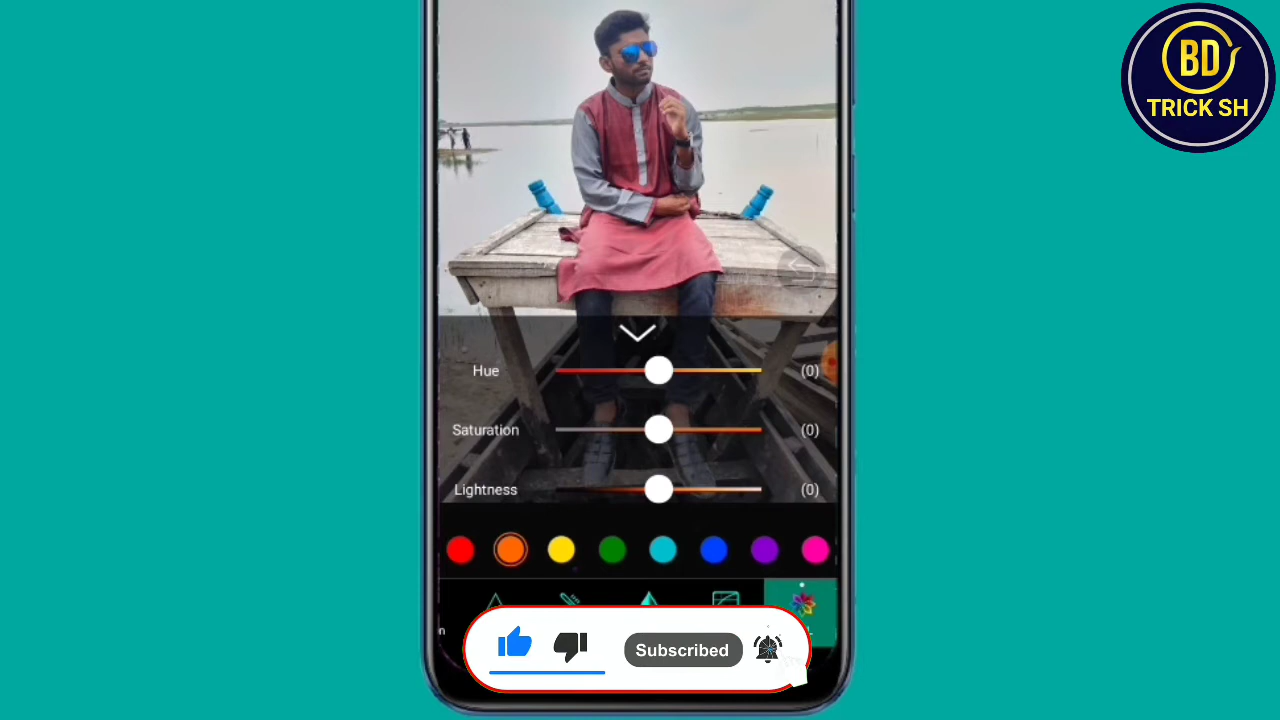 BD
TRICK SH
Hue (0)
Saturation (0)
Lightness (0)
n
Subscribed